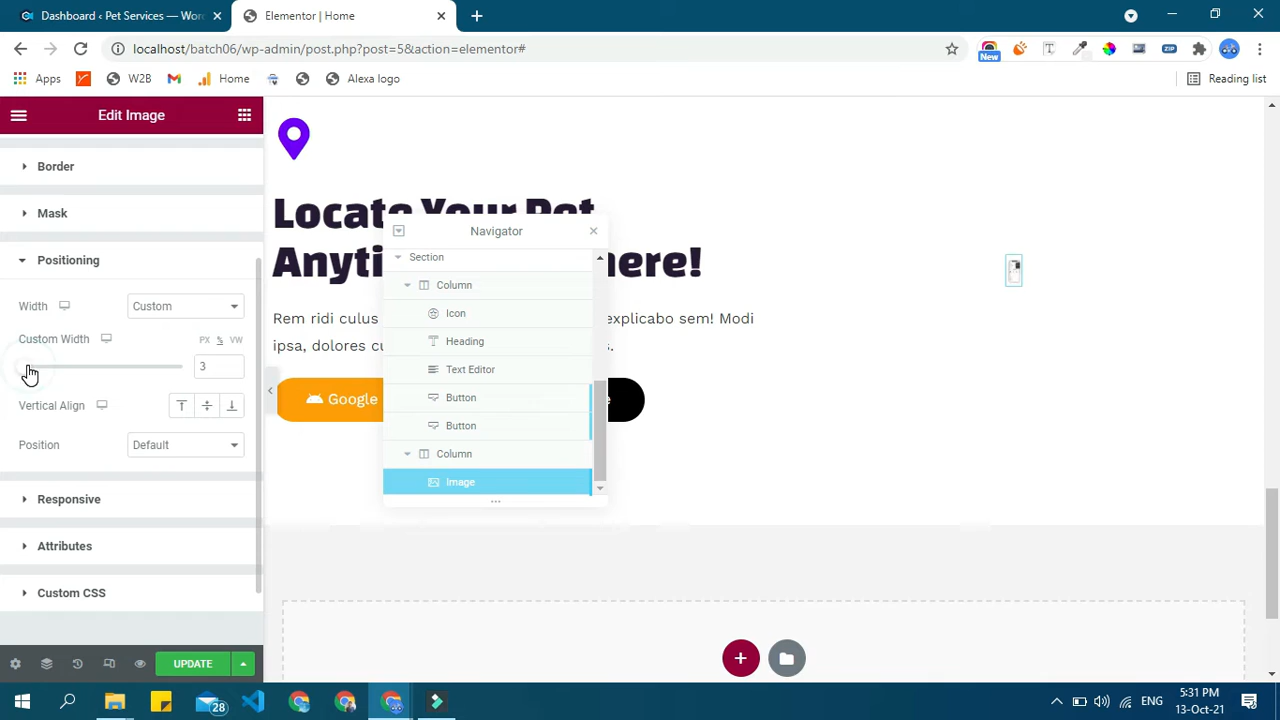 Dashboard ‹ Pet Services — Wor
Elementor | Home
localhost/batch06/wp-admin/post.php?post=5&action=elementor#
New
ZIP
Apps
W2B
Home
Alexa logo
Reading list
Edit Image
Border
Mask
Positioning
Width
Custom
Custom Width
PX % VW
3
Vertical Align
Position
Default
Responsive
Attributes
Custom CSS
UPDATE
Locate Your Pet
Navigator
Section
Column
Icon
Heading
Text Editor
Button
Button
Column
Image
Rem ridi culus
explicabo sem! Modi
ipsa, dolores
Google
28
ENG
5:31 PM
13-Oct-21